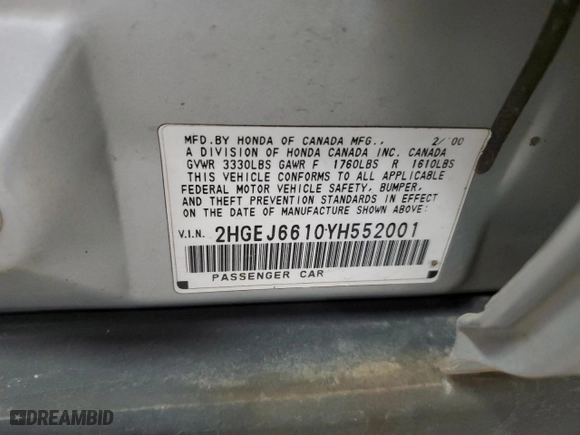 MFD.BY HONDA OF CANADA MFG., 2/'00
A DIVISION OF HONDA CANADA INC. CANADA
GVWR 3330LBS GAWR F 1760LBS R 1610LBS
THIS VEHICLE CONFORMS TO ALL APPLICABLE
FEDERAL MOTOR VEHICLE SAFETY, BUMPER,
AND THEFT PREVENTION STANDARDS IN EFFECT
ON THE DATE OF MANUFACTURE SHOWN ABOVE:
V.I.N. 2HGEJ6610YH552001
PASSENGER CAR
DREAMBID